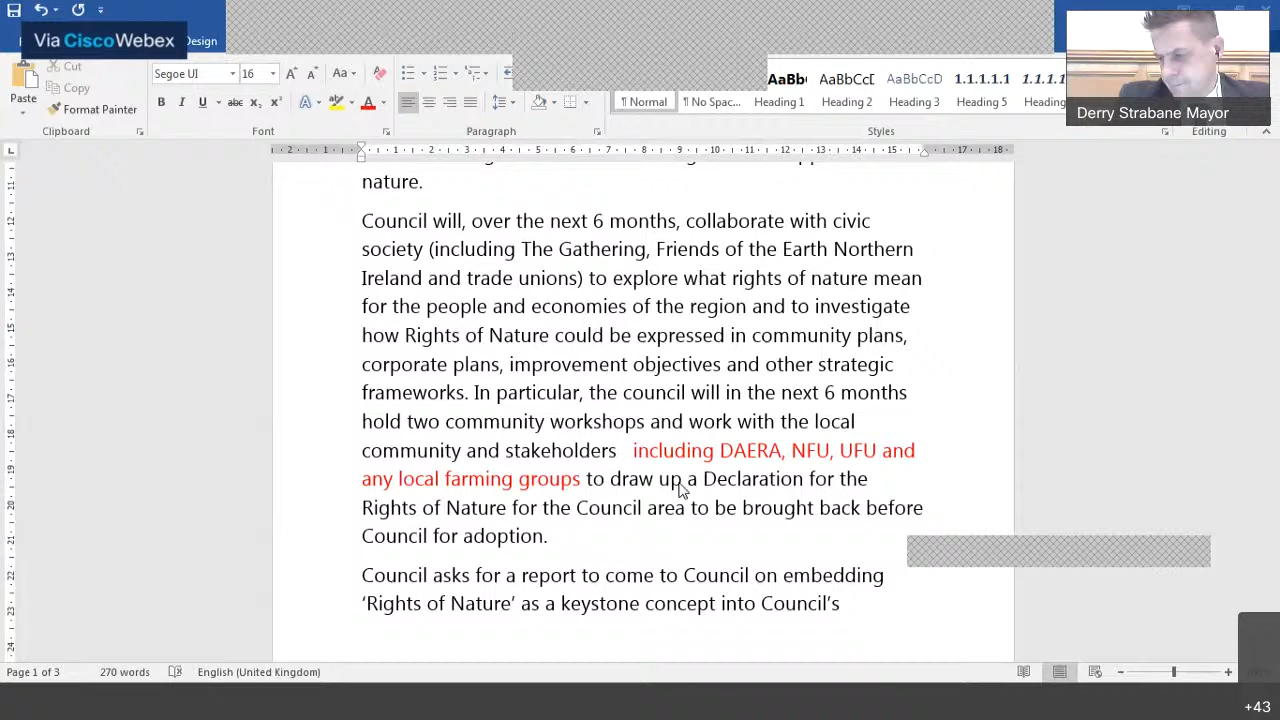 Via Cisco Webex
Design
Cut
Copy
Paste
Format Painter
Clipboard
Segoe UI
16
Font
Paragraph
AaBb(
AaBbCcD
AaBbCcD
1.1.1.1.1
1.1.1.1.
¶ Normal
¶ No Spac...
Heading 1
Heading 2
Heading 3
Heading 5
Styles
Editing
Derry Strabane Mayor
nature.
Council will, over the next 6 months, collaborate with civic
society (including The Gathering, Friends of the Earth Northern
Ireland and trade unions) to explore what rights of nature mean
for the people and economies of the region and to investigate
how Rights of Nature could be expressed in community plans,
corporate plans, improvement objectives and other strategic
frameworks. In particular, the council will in the next 6 months
hold two community workshops and work with the local
community and stakeholders including DAERA, NFU, UFU and
any local farming groups to draw up a Declaration for the
Rights of Nature for the Council area to be brought back before
Council for adoption.
Council asks for a report to come to Council on embedding
‘Rights of Nature’ as a keystone concept into Council’s
Page 1 of 3
270 words
English (United Kingdom)
+43